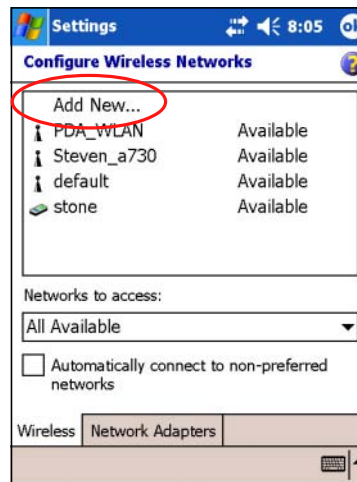 Settings 8:05 ok
Configure Wireless Networks ?
Add New...
PDA_WLAN Available
Steven_a730 Available
default Available
stone Available
Networks to access:
All Available
Automatically connect to non-preferred
networks
Wireless Network Adapters